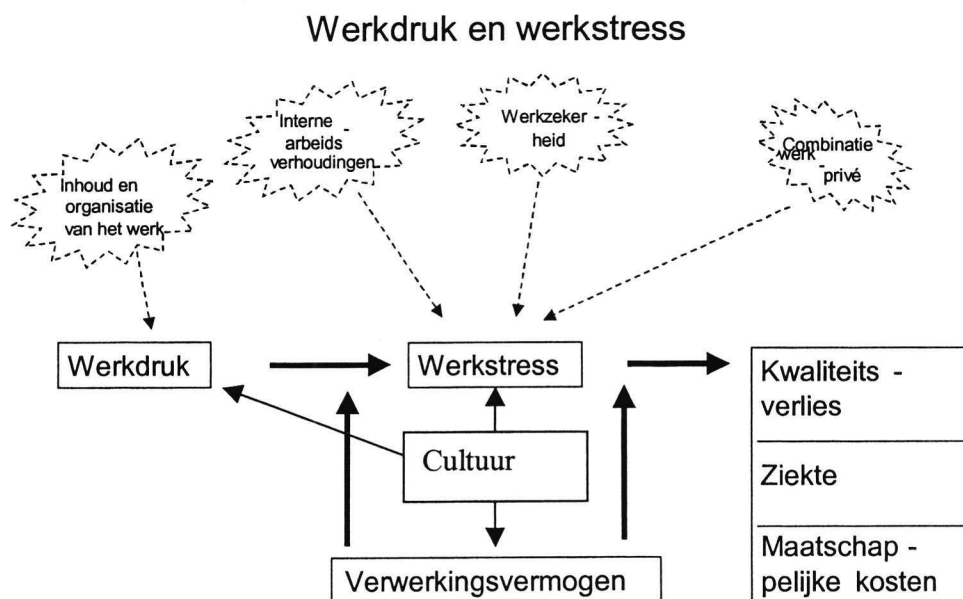 Werkdruk en werkstress
Inhoud en
organisatie
van het werk
Interne -
arbeids
verhoudingen
Werkzeker -
heid
Combinatie
werk -
privé
Werkdruk
Werkstress
Kwaliteits -
verlies
Cultuur
Ziekte
Verwerkingsvermogen
Maatschap -
pelijke kosten